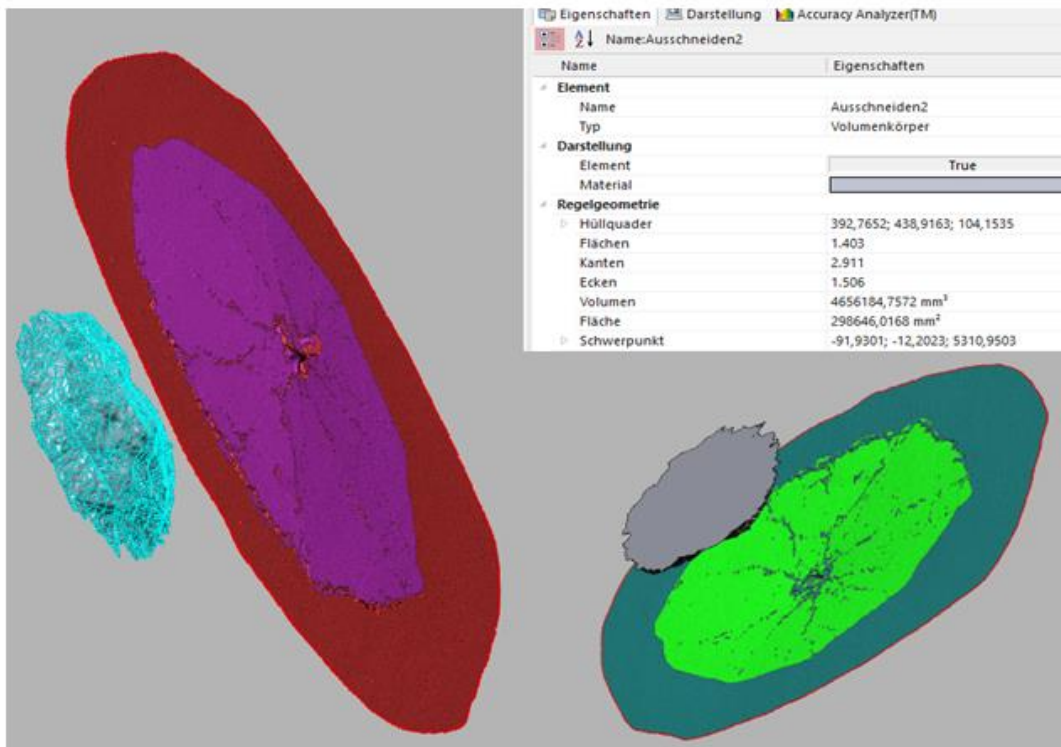 Eigenschaften Darstellung Accuracy Analyzer(TM)
Name:Ausschneiden2
Name Eigenschaften
Element
Name Ausschneiden2
Typ Volumenkörper
Darstellung
Element True
Material
Regelgeometrie
Hüllquader 392,7652; 438,9163; 104,1535
Flächen 1.403
Kanten 2.911
Ecken 1.506
Volumen 4656184,7572 mm³
Fläche 298646,0168 mm²
Schwerpunkt -91,9301; -12,2023; 5310,9503